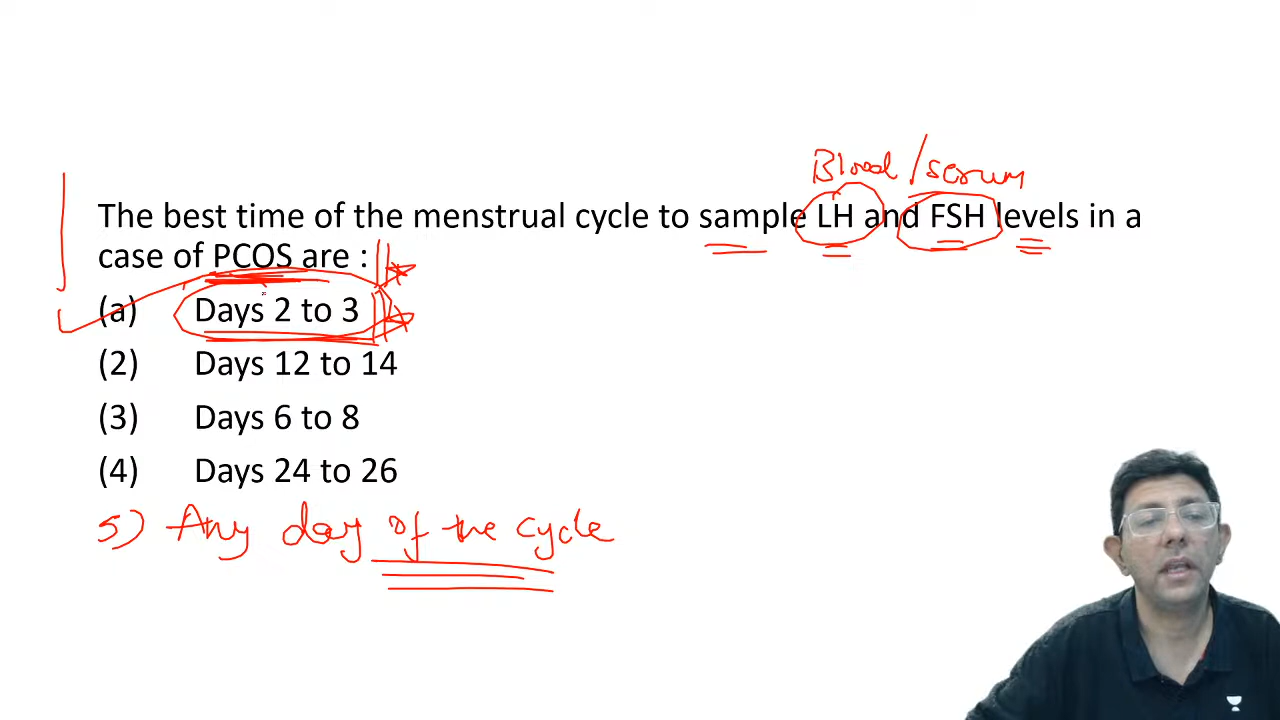 Blood/serum
The best time of the menstrual cycle to sample LH and FSH levels in a
case of PCOS are :
(a) Days 2 to 3
(2) Days 12 to 14
(3) Days 6 to 8
(4) Days 24 to 26
5) Any day of the cycle